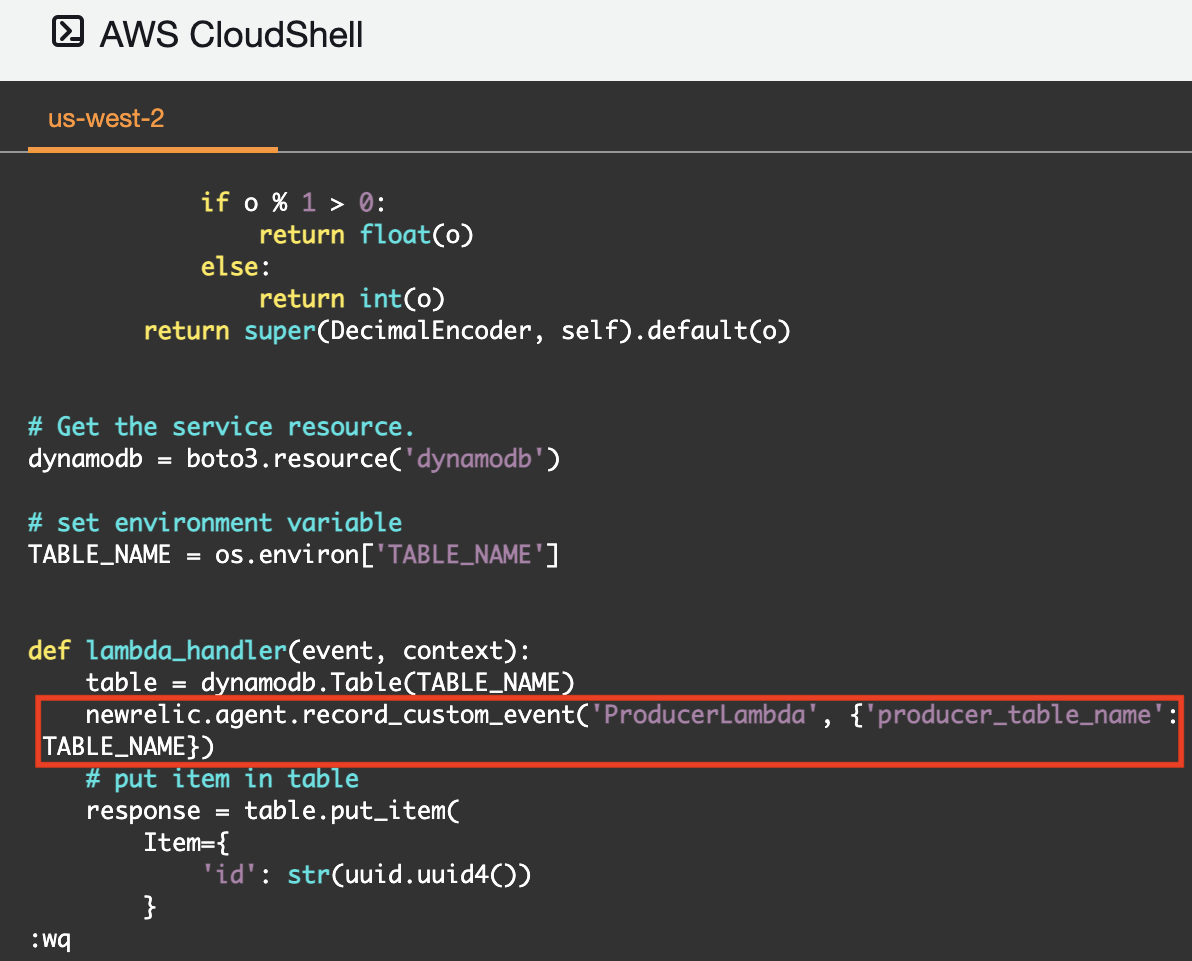 AWS CloudShell
us-west-2
            if o % 1 > 0:
                return float(o)
            else:
                return int(o)
        return super(DecimalEncoder, self).default(o)
# Get the service resource.
dynamodb = boto3.resource('dynamodb')
# set environment variable
TABLE_NAME = os.environ['TABLE_NAME']
def lambda_handler(event, context):
    table = dynamodb.Table(TABLE_NAME)
    newrelic.agent.record_custom_event('ProducerLambda', {'producer_table_name':
 TABLE_NAME})
    # put item in table
    response = table.put_item(
        Item={
            'id': str(uuid.uuid4())
        }
:wq